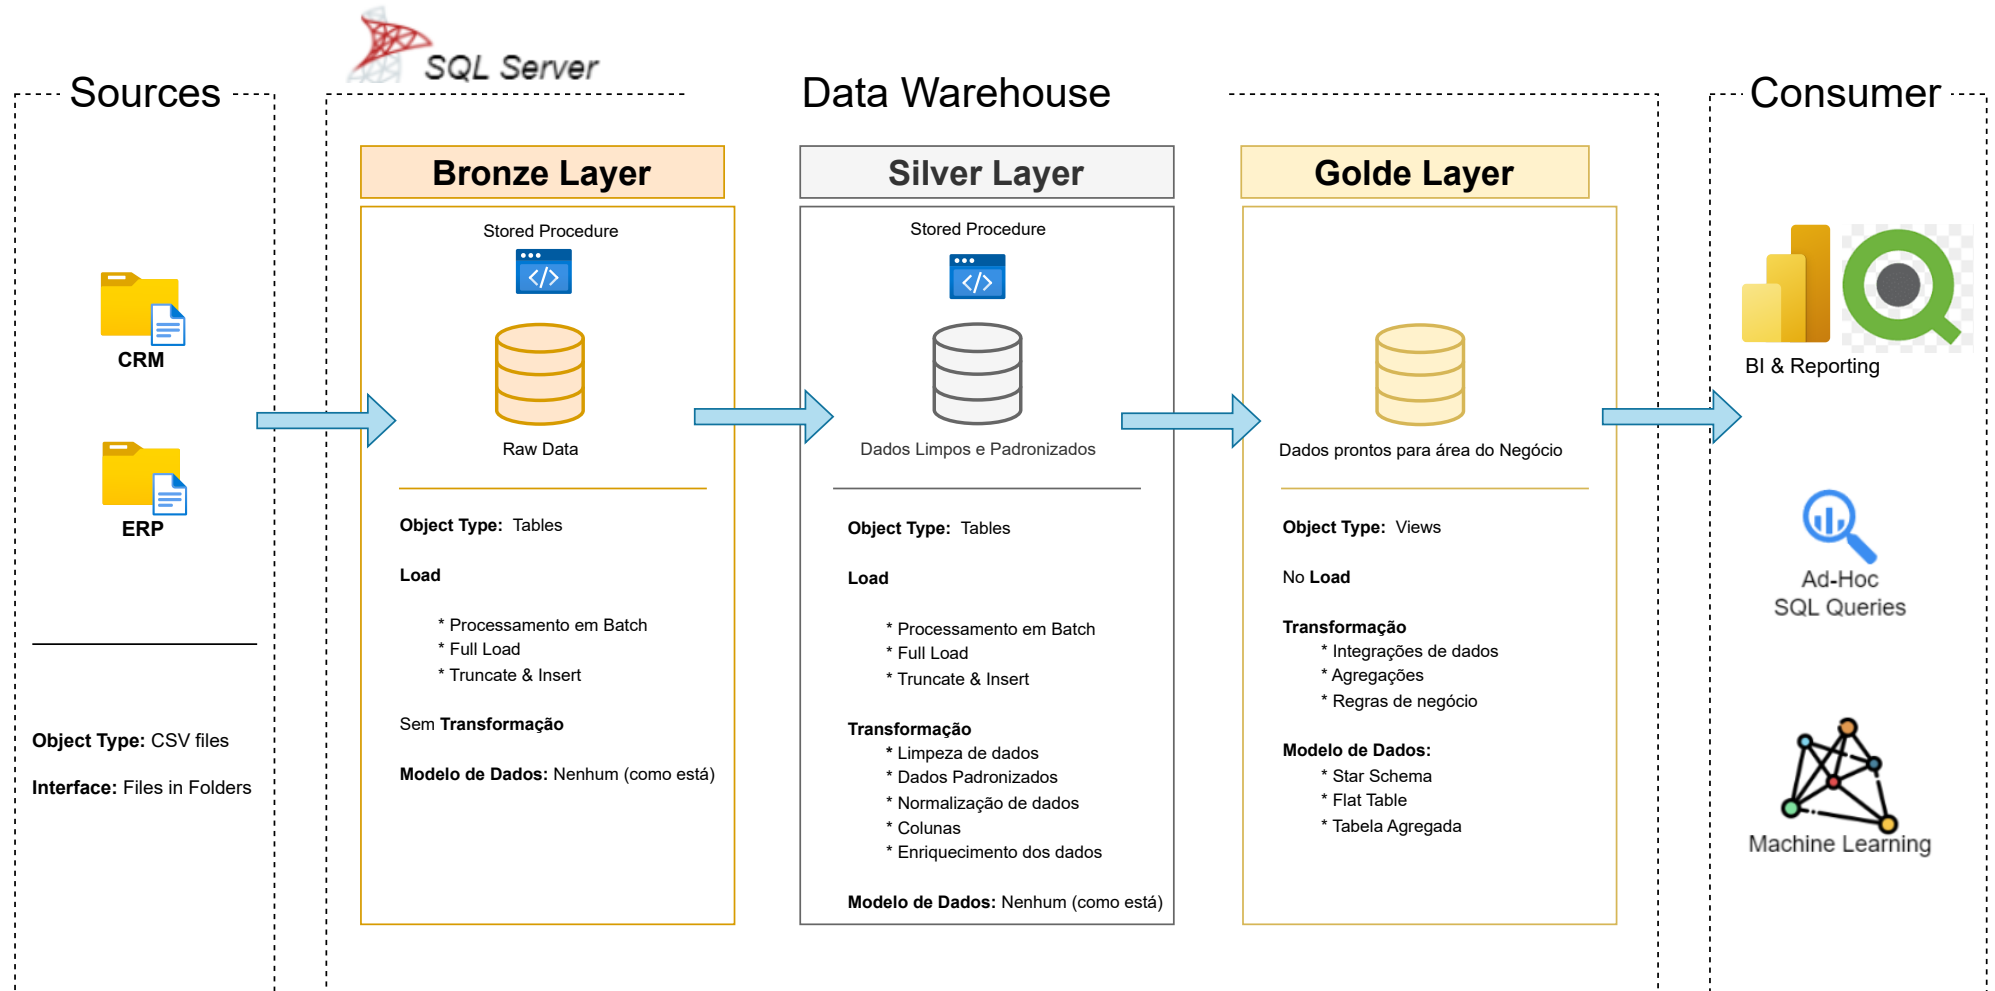 SQL Server
Sources
Data Warehouse
Consumer
CRM
ERP
Object Type: CSV files
Interface: Files in Folders
Bronze Layer
Stored Procedure
Raw Data
Object Type: Tables
Load
* Processamento em Batch
* Full Load
* Truncate & Insert
Sem Transformação
Modelo de Dados: Nenhum (como está)
Silver Layer
Stored Procedure
Dados Limpos e Padronizados
Object Type: Tables
Load
* Processamento em Batch
* Full Load
* Truncate & Insert
Transformação
* Limpeza de dados
* Dados Padronizados
* Normalização de dados
* Colunas
* Enriquecimento dos dados
Modelo de Dados: Nenhum (como está)
Golde Layer
Dados prontos para área do Negócio
Object Type: Views
No Load
Transformação
* Integrações de dados
* Agregações
* Regras de negócio
Modelo de Dados:
* Star Schema
* Flat Table
* Tabela Agregada
BI & Reporting
Ad-Hoc
SQL Queries
Machine Learning